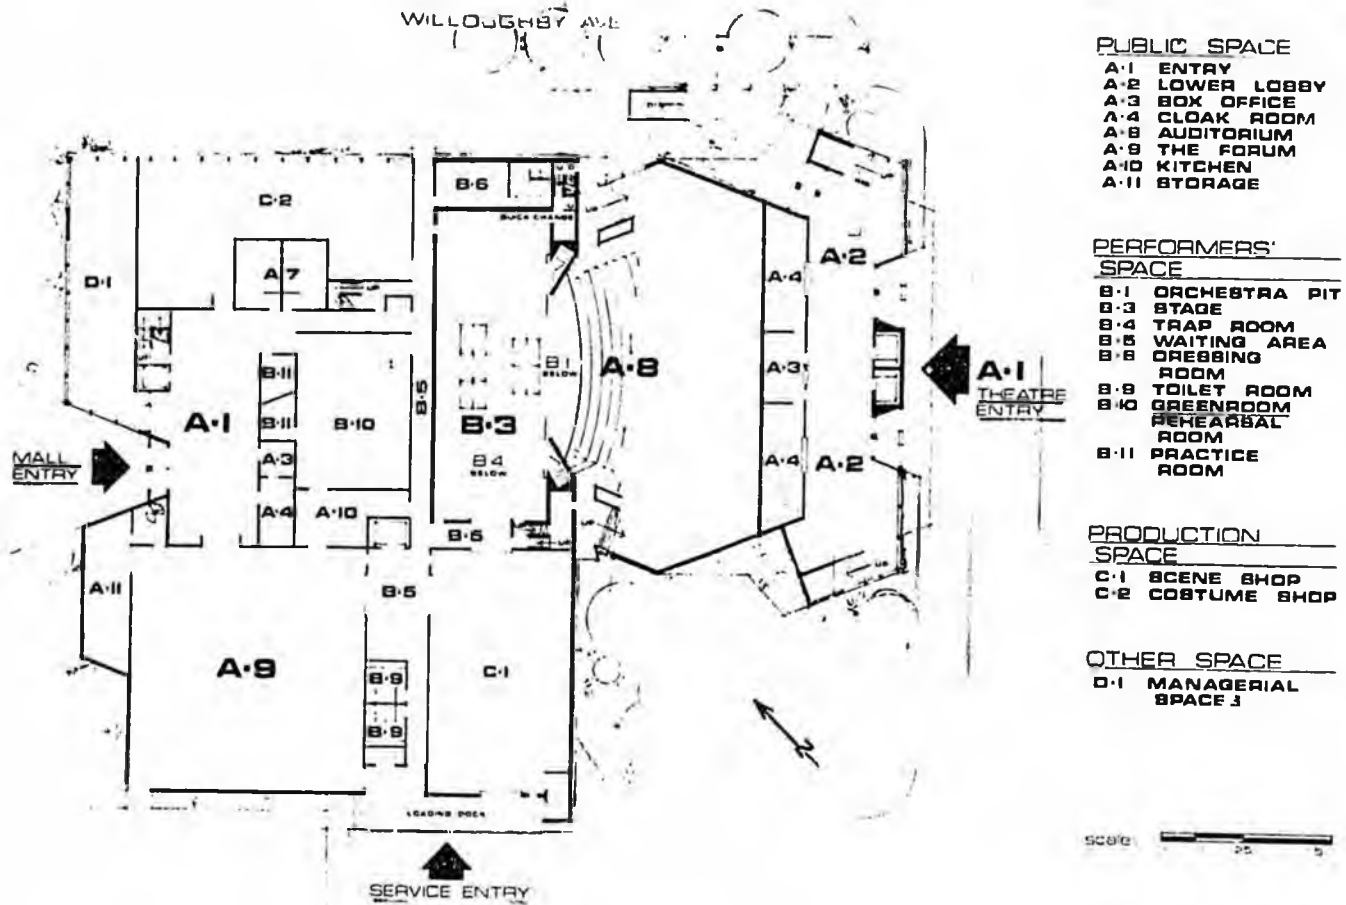 WILLOUGHBY AVE
B·6
C·2
QUICK CHANGE
A·7
D·1
A·2
A·4
B·11
B·5
B1
BELOW
A·8
A·3
A·1
THEATRE
ENTRY
A·1
B·11
B·10
B·3
A·3
B4
BELOW
A·4
A·2
MALL
ENTRY
A·4
A·10
B·5
A·11
B·5
A·9
B·9
C·1
B·9
LOADING DOCK
SERVICE ENTRY
N
PUBLIC SPACE
A·1 ENTRY
A·2 LOWER LOBBY
A·3 BOX OFFICE
A·4 CLOAK ROOM
A·8 AUDITORIUM
A·9 THE FORUM
A·10 KITCHEN
A·11 STORAGE
PERFORMERS'
SPACE
B·1 ORCHESTRA PIT
B·3 STAGE
B·4 TRAP ROOM
B·5 WAITING AREA
B·8 DRESSING
ROOM
B·9 TOILET ROOM
B·10 GREENROOM
REHEARSAL
ROOM
B·11 PRACTICE
ROOM
PRODUCTION
SPACE
C·1 SCENE SHOP
C·2 COSTUME SHOP
OTHER SPACE
D·1 MANAGERIAL
SPACES
scale
25